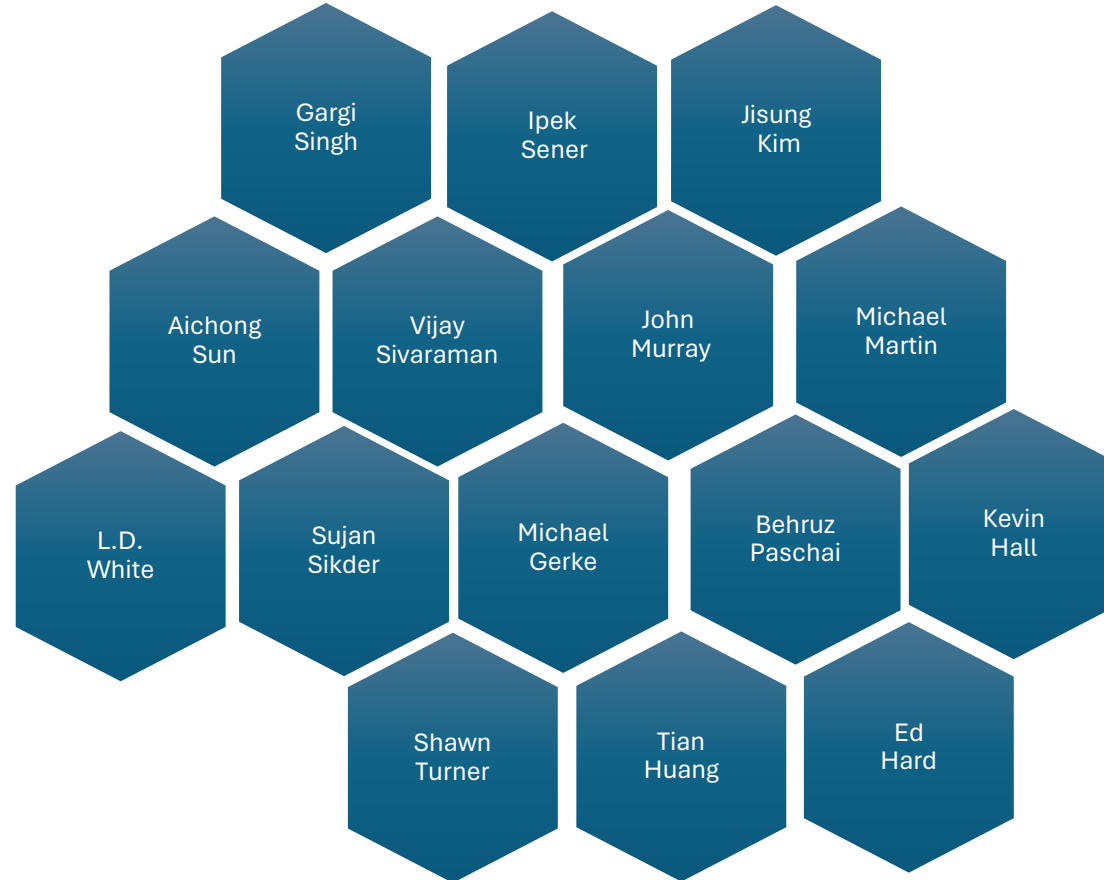 Gargi
Singh
Ipek
Sener
Jisung
Kim
Aichong
Sun
Vijay
Sivaraman
John
Murray
Michael
Martin
L.D.
White
Sujan
Sikder
Michael
Gerke
Behruz
Paschai
Kevin
Hall
Shawn
Turner
Tian
Huang
Ed
Hard